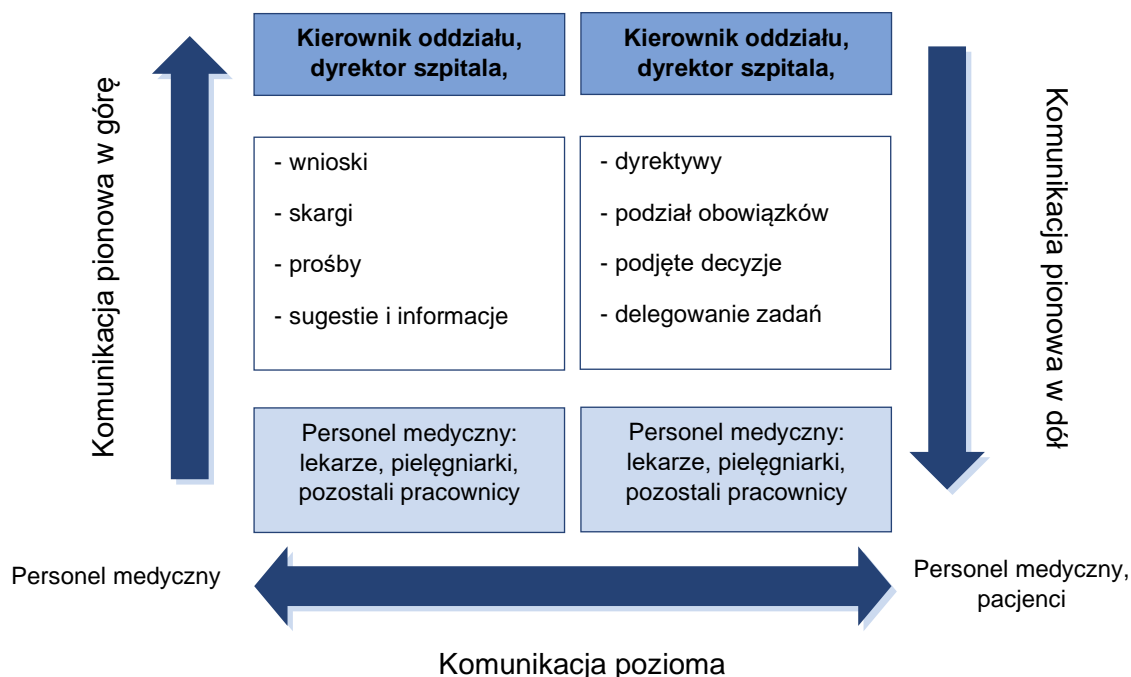 Komunikacja pionowa w górę
Kierownik oddziału,
dyrektor szpitala,
- wnioski
- skargi
- prośby
- sugestie i informacje
Personel medyczny:
lekarze, pielęgniarki,
pozostali pracownicy
Kierownik oddziału,
dyrektor szpitala,
- dyrektywy
- podział obowiązków
- podjęte decyzje
- delegowanie zadań
Personel medyczny:
lekarze, pielęgniarki,
pozostali pracownicy
Komunikacja pionowa w dół
Personel medyczny
Personel medyczny,
pacjenci
Komunikacja pozioma